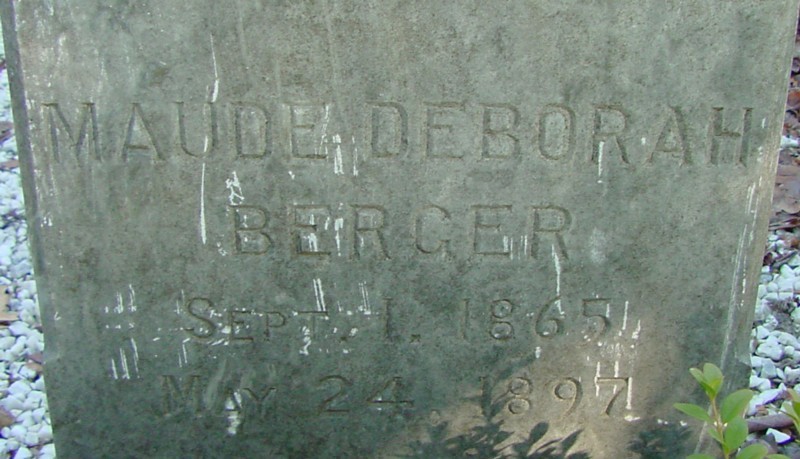 MAUDE DEBORAH
BERGER
SEPT. 1. 1865.
MAY 24. 1897.